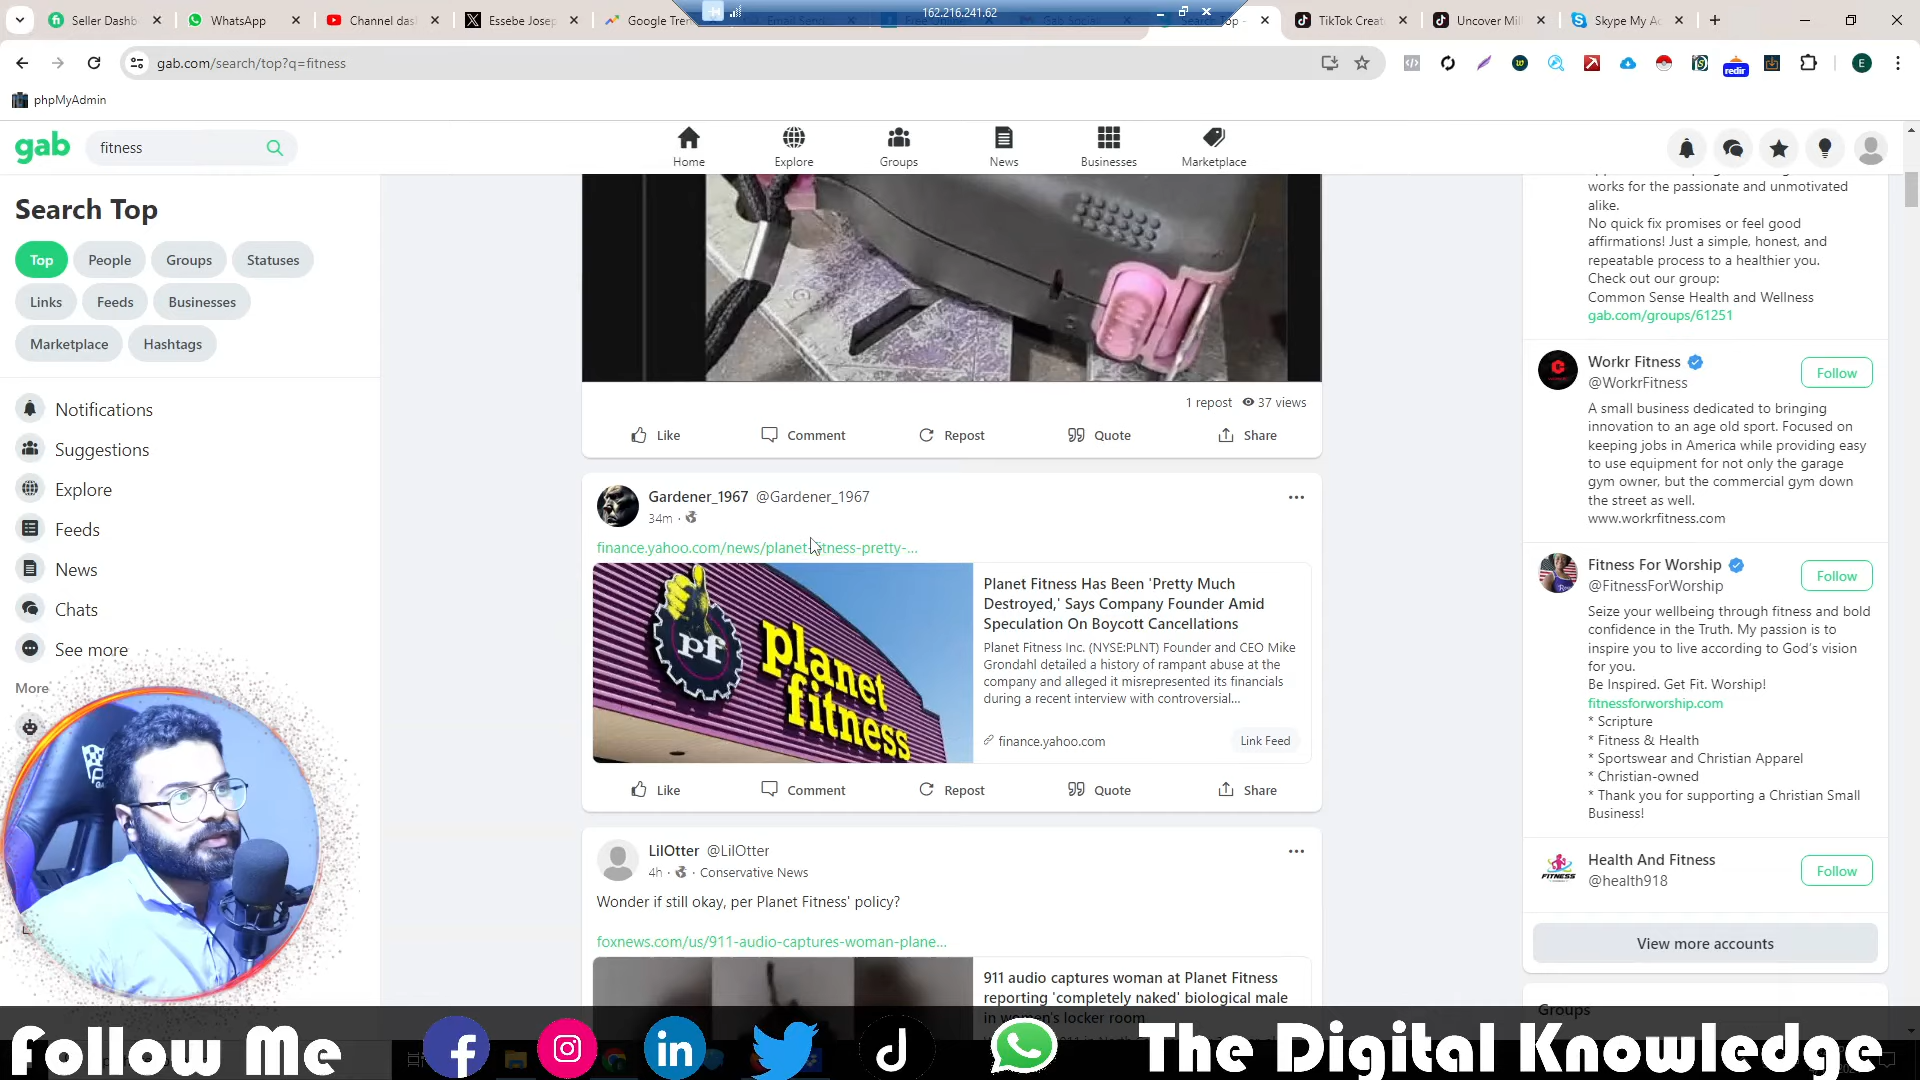 Seller Dashb
WhatsApp
Channel das
Essebe Josep
Google Tren
162.216.241.62
Search Top -
TikTok Creat
Uncover Mil
Skype My Ac
gab.com/search/top?q=fitness
redir
E
phpMyAdmin
gab
fitness
Home
Explore
Groups
News
Businesses
Marketplace
Search Top
Top
People
Groups
Statuses
Links
Feeds
Businesses
Marketplace
Hashtags
Notifications
Suggestions
Explore
Feeds
News
Chats
See more
More
1 repost
37 views
Like
Comment
Repost
Quote
Share
Gardener_1967 @Gardener_1967
34m ·
finance.yahoo.com/news/planet-fitness-pretty-...
pf
planet
fitness
Planet Fitness Has Been 'Pretty Much
Destroyed,' Says Company Founder Amid
Speculation On Boycott Cancellations
Planet Fitness Inc. (NYSE:PLNT) Founder and CEO Mike
Grondahl detailed a history of rampant abuse at the
company and alleged it misrepresented its financials
during a recent interview with controversial...
finance.yahoo.com
Link Feed
Like
Comment
Repost
Quote
Share
LilOtter @LilOtter
4h · · Conservative News
Wonder if still okay, per Planet Fitness' policy?
foxnews.com/us/911-audio-captures-woman-plane...
911 audio captures woman at Planet Fitness
reporting 'completely naked' biological male
in women's locker room
works for the passionate and unmotivated
alike.
No quick fix promises or feel good
affirmations! Just a simple, honest, and
repeatable process to a healthier you.
Check out our group:
Common Sense Health and Wellness
gab.com/groups/61251
Workr Fitness
@WorkrFitness
Follow
A small business dedicated to bringing
innovation to an age old sport. Focused on
keeping jobs in America while providing easy
to use equipment for not only the garage
gym owner, but the commercial gym down
the street as well.
www.workrfitness.com
Fitness For Worship
@FitnessForWorship
Follow
Seize your wellbeing through fitness and bold
confidence in the Truth. My passion is to
inspire you to live according to God's vision
for you.
Be Inspired. Get Fit. Worship!
fitnessforworship.com
* Scripture
* Fitness & Health
* Sportswear and Christian Apparel
* Christian-owned
* Thank you for supporting a Christian Small
Business!
FITNESS
Health And Fitness
@health918
Follow
View more accounts
Groups
Follow Me
The Digital Knowledge